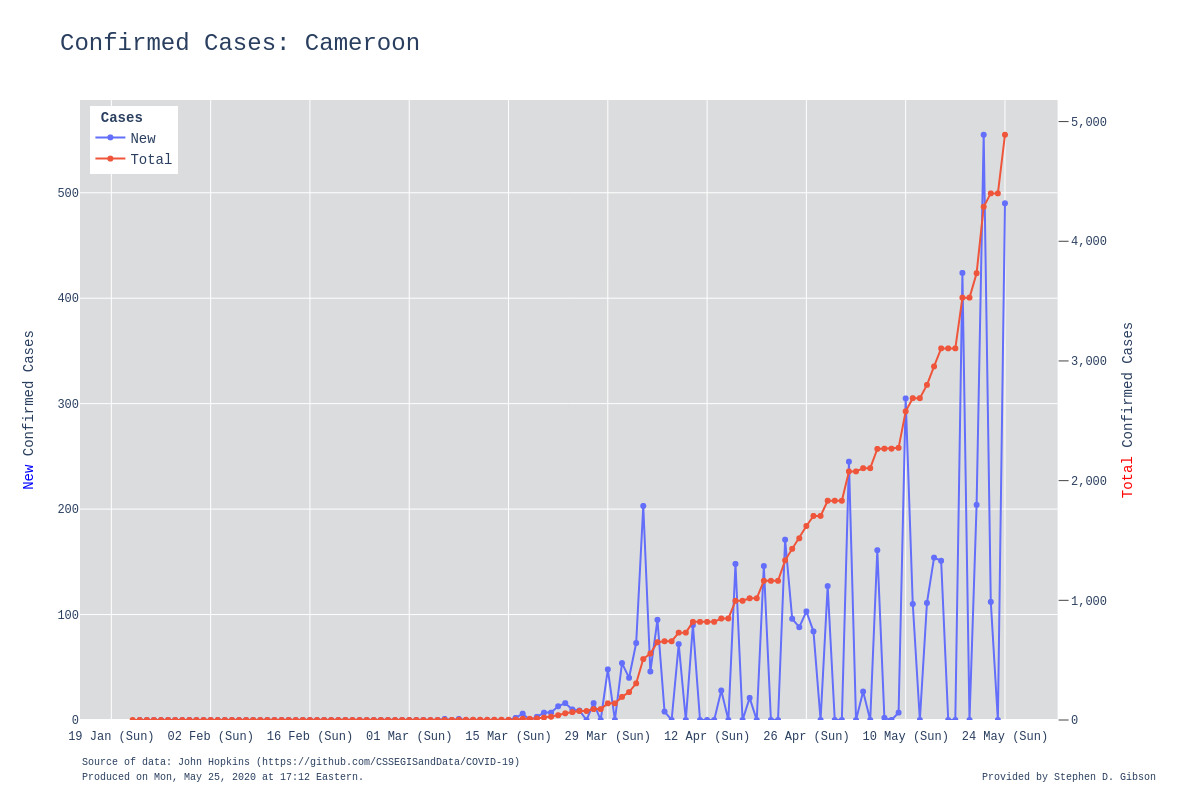 Confirmed Cases: Cameroon
Cases
New
Total
500
400
300
200
100
0
5,000
4,000
3,000
2,000
1,000
0
New Confirmed Cases
Total Confirmed Cases
19 Jan (Sun) 02 Feb (Sun) 16 Feb (Sun) 01 Mar (Sun) 15 Mar (Sun) 29 Mar (Sun) 12 Apr (Sun) 26 Apr (Sun) 10 May (Sun) 24 May (Sun)
Source of data: John Hopkins (https://github.com/CSSEGISandData/COVID-19)
Produced on Mon, May 25, 2020 at 17:12 Eastern.
Provided by Stephen D. Gibson